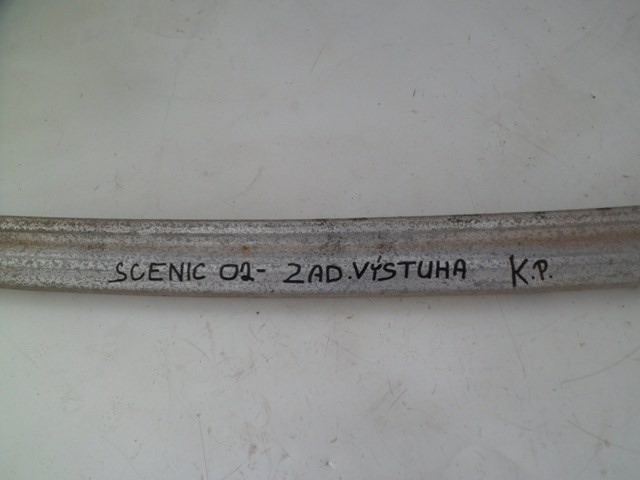 SCENIC 02- ZAD.VÝSTUHA K.P.